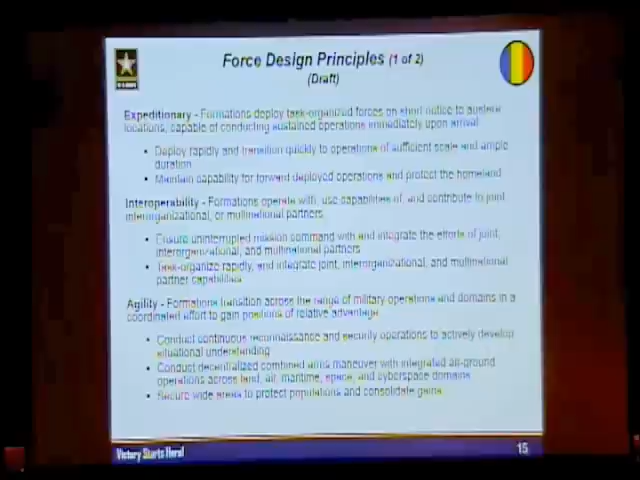 Force Design Principles (1 of 2)
(Draft)
Expeditionary - Formations deploy task-organized forces on short notice to austere
locations, capable of conducting sustained operations immediately upon arrival
• Deploy rapidly and transition quickly to operations of sufficient scale and ample
duration
• Maintain capability for forward deployed operations and protect the homeland
Interoperability - Formations operate with, use capabilities of, and contribute to joint,
interorganizational, or multinational partners
• Ensure uninterrupted mission command with and integrate the efforts of joint,
interorganizational, and multinational partners
• Task-organize rapidly, and integrate joint, interorganizational, and multinational
partner capabilities
Agility - Formations transition across the range of military operations and domains in a
coordinated effort to gain positions of relative advantage
• Conduct continuous reconnaissance and security operations to actively develop
situational understanding
• Conduct decentralized combined arms maneuver with integrated air-ground
operations across land, air, maritime, space, and cyberspace domains
• Secure wide areas to protect populations and consolidate gains
Victory Starts Here!
15